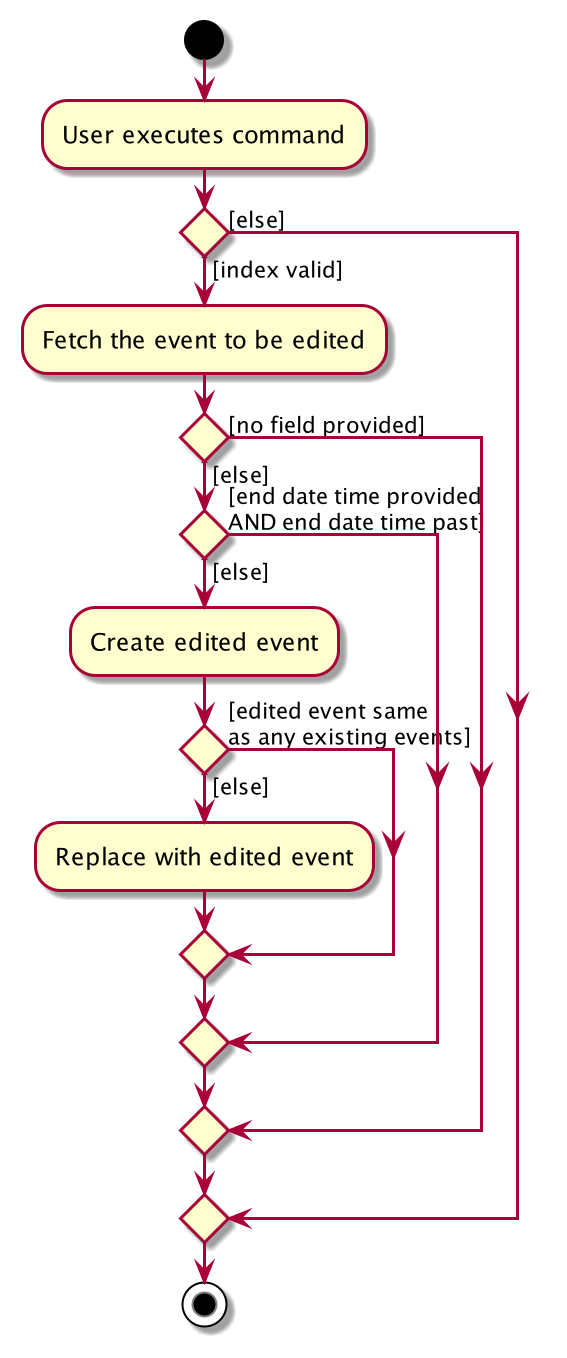 User executes command
[else]
[index valid]
Fetch the event to be edited
[no field provided]
[else]
[end date time provided
AND end date time past]
[else]
Create edited event
[edited event same
as any existing events]
[else]
Replace with edited event